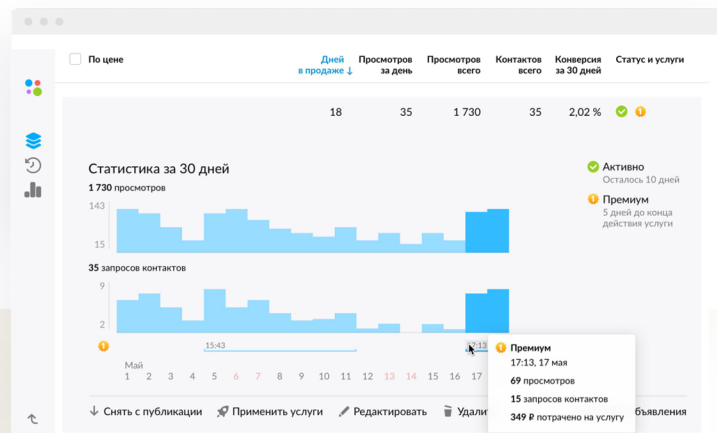 По цене
Дней в продаже ↓
Просмотров за день
Просмотров всего
Контактов всего
Конверсия за 30 дней
Статус и услуги
18 35 1 730 35 2,02 % 1
Статистика за 30 дней
1 730 просмотров
143
15
Активно
Осталось 10 дней
1 Премиум
5 дней до конца
действия услуги
35 запросов контактов
9
2
1 15:43 17:13
Май
1 2 3 4 5 6 7 8 9 10 11 12 13 14 15 16 17
1 Премиум
17:13, 17 мая
69 просмотров
15 запросов контактов
349 ₽ потрачено на услугу
Снять с публикации Применить услуги Редактировать